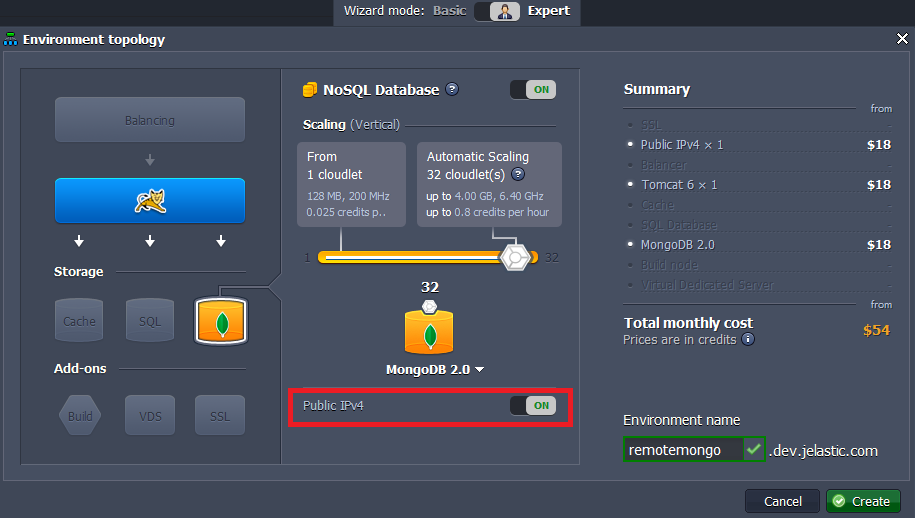 Wizard mode: Basic Expert
Environment topology
Balancing
Storage
Cache
SQL
Add-ons
Build
VDS
SSL
NoSQL Database ?
ON
Scaling (Vertical)
From
1 cloudlet
128 MB, 200 MHz
0.025 credits p..
Automatic Scaling
32 cloudlet(s) ?
up to 4.00 GB, 6.40 GHz
up to 0.8 credits per hour
1
32
32
MongoDB 2.0
Public IPv4
ON
Summary
from
SSL -
Public IPv4 × 1 $18
Balancer -
Tomcat 6 × 1 $18
Cache -
SQL Database -
MongoDB 2.0 $18
Build node -
Virtual Dedicated Server -
from
Total monthly cost $54
Prices are in credits i
Environment name
remotemongo .dev.jelastic.com
Cancel
Create